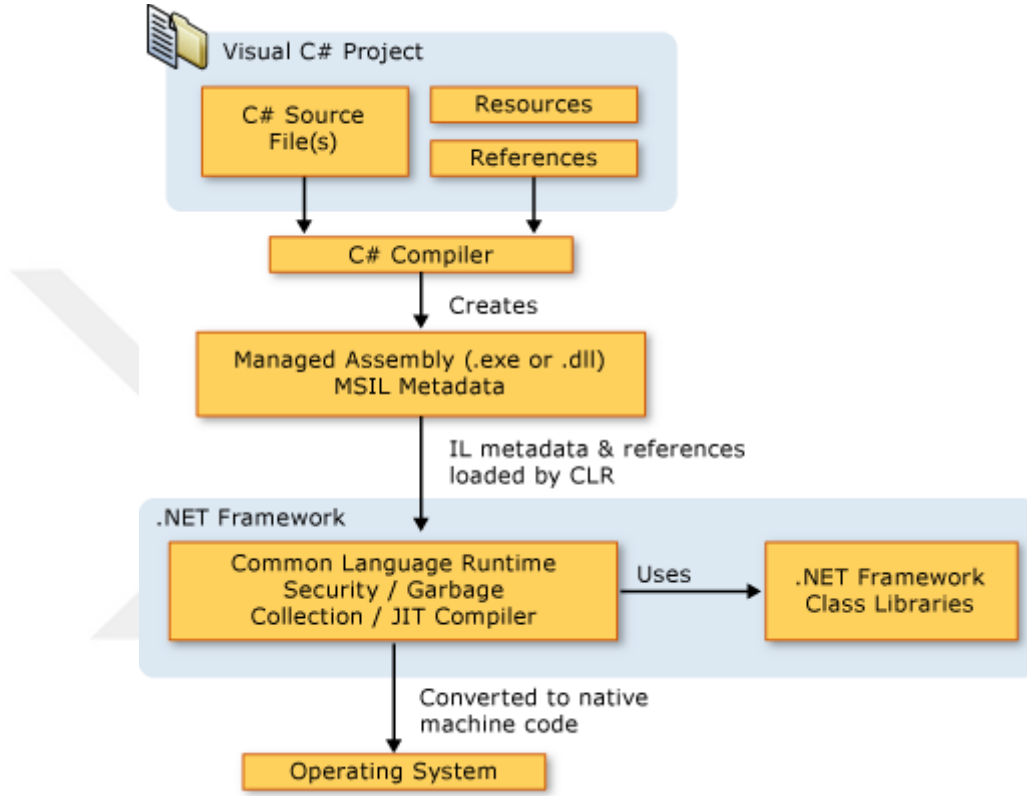 Visual C# Project
C# Source
File(s)
Resources
References
C# Compiler
Creates
Managed Assembly (.exe or .dll)
MSIL Metadata
IL metadata & references
loaded by CLR
.NET Framework
Common Language Runtime
Security / Garbage
Collection / JIT Compiler
Uses
.NET Framework
Class Libraries
Converted to native
machine code
Operating System